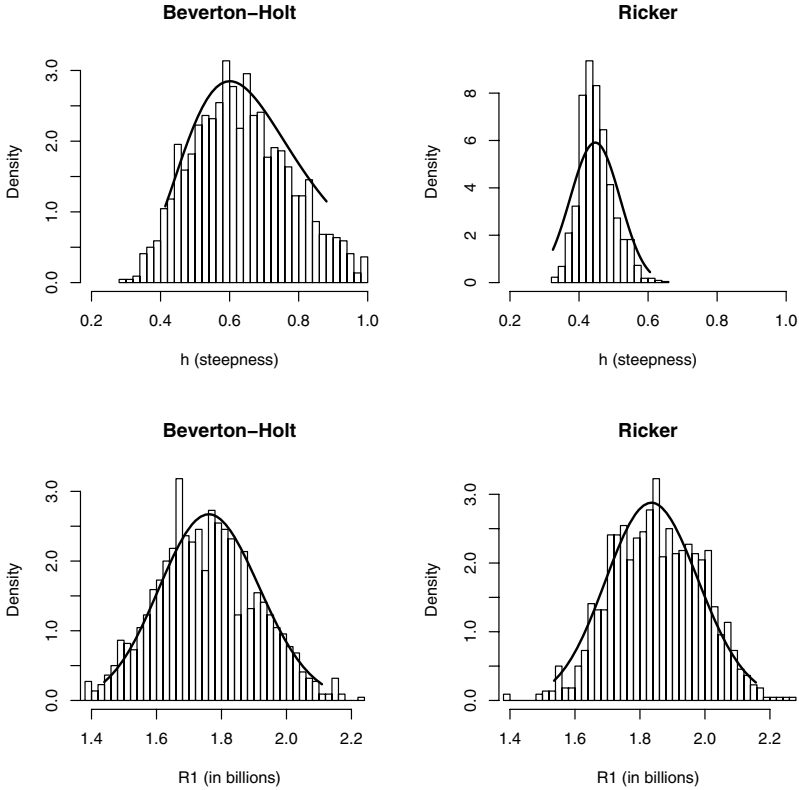 Beverton−Holt
Density
0.0 1.0 2.0 3.0
0.2 0.4 0.6 0.8 1.0
h (steepness)
Ricker
Density
0 2 4 6 8
0.2 0.4 0.6 0.8 1.0
h (steepness)
Beverton−Holt
Density
0.0 1.0 2.0 3.0
1.4 1.6 1.8 2.0 2.2
R1 (in billions)
Ricker
Density
0.0 1.0 2.0 3.0
1.4 1.6 1.8 2.0 2.2
R1 (in billions)